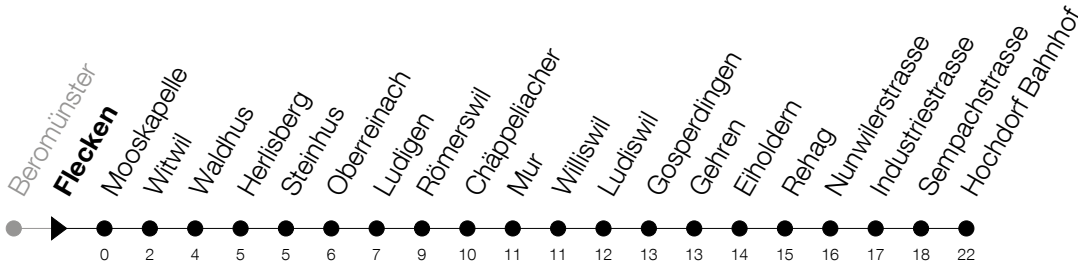 Beromünster
Flecken
Mooskapelle
Witwil
Waldhus
Herlisberg
Steinhus
Oberreinach
Ludigen
Römerswil
Chäppeliacher
Mur
Williswil
Ludiswil
Gosperdingen
Gehren
Eiholdern
Rehag
Nunwilerstrasse
Industriestrasse
Sempachstrasse
Hochdorf Bahnhof
0 2 4 5 5 6 7 9 10 11 11 12 13 13 14 15 16 17 18 22